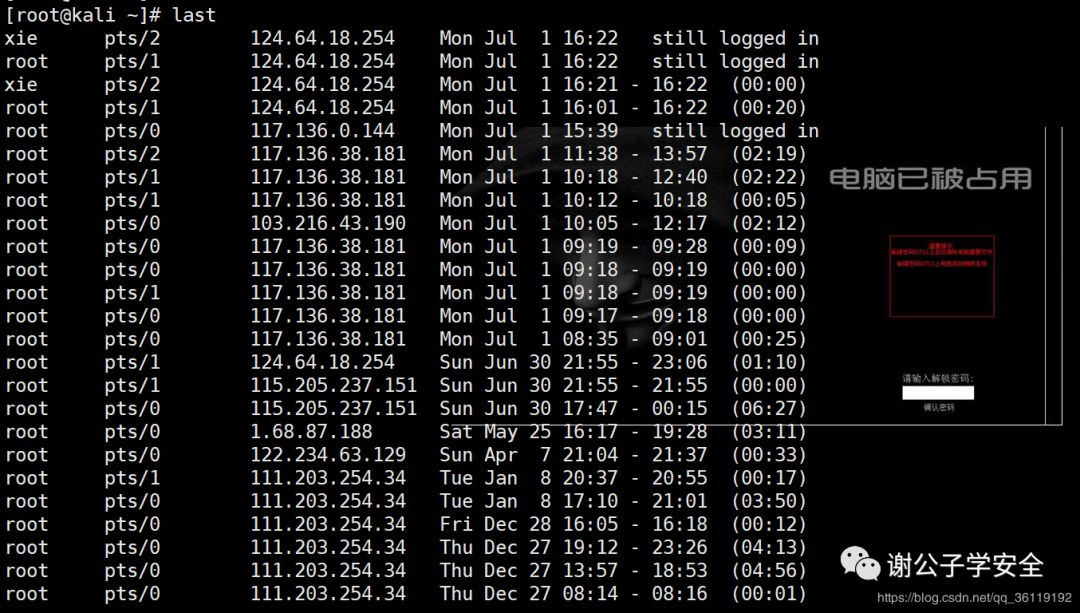 [root@kali ~]# last
xie pts/2 124.64.18.254 Mon Jul 1 16:22 still logged in
root pts/1 124.64.18.254 Mon Jul 1 16:22 still logged in
xie pts/2 124.64.18.254 Mon Jul 1 16:21 - 16:22 (00:00)
root pts/1 124.64.18.254 Mon Jul 1 16:01 - 16:22 (00:20)
root pts/0 117.136.0.144 Mon Jul 1 15:39 still logged in
root pts/2 117.136.38.181 Mon Jul 1 11:38 - 13:57 (02:19)
root pts/1 117.136.38.181 Mon Jul 1 10:18 - 12:40 (02:22)
root pts/1 117.136.38.181 Mon Jul 1 10:12 - 10:18 (00:05)
root pts/0 103.216.43.190 Mon Jul 1 10:05 - 12:17 (02:12)
root pts/0 117.136.38.181 Mon Jul 1 09:19 - 09:28 (00:09)
root pts/0 117.136.38.181 Mon Jul 1 09:18 - 09:19 (00:00)
root pts/1 117.136.38.181 Mon Jul 1 09:18 - 09:19 (00:00)
root pts/0 117.136.38.181 Mon Jul 1 09:17 - 09:18 (00:00)
root pts/0 117.136.38.181 Mon Jul 1 08:35 - 09:01 (00:25)
root pts/1 124.64.18.254 Sun Jun 30 21:55 - 23:06 (01:10)
root pts/1 115.205.237.151 Sun Jun 30 21:55 - 21:55 (00:00)
root pts/0 115.205.237.151 Sun Jun 30 17:47 - 00:15 (06:27)
root pts/0 1.68.87.188 Sat May 25 16:17 - 19:28 (03:11)
root pts/0 122.234.63.129 Sun Apr 7 21:04 - 21:37 (00:33)
root pts/1 111.203.254.34 Tue Jan 8 20:37 - 20:55 (00:17)
root pts/0 111.203.254.34 Tue Jan 8 17:10 - 21:01 (03:50)
root pts/0 111.203.254.34 Fri Dec 28 16:05 - 16:18 (00:12)
root pts/0 111.203.254.34 Thu Dec 27 19:12 - 23:26 (04:13)
root pts/0 111.203.254.34 Thu Dec 27 13:57 - 18:53 (04:56)
root pts/0 111.203.254.34 Thu Dec 27 08:14 - 08:16 (00:01)
电脑已被占用
温馨提示
请输入解锁密码:
确认密码
谢公子学安全
https://blog.csdn.net/qq_36119192